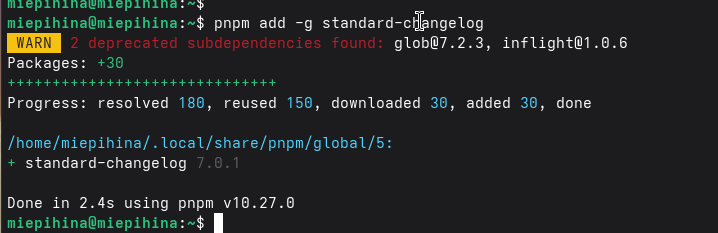 miepihina@miepihina:~$
miepihina@miepihina:~$ pnpm add -g standard-changelog
WARN 2 deprecated subdependencies found: glob@7.2.3, inflight@1.0.6
Packages: +30
++++++++++++++++++++++++++++++
Progress: resolved 180, reused 150, downloaded 30, added 30, done
/home/miepihina/.local/share/pnpm/global/5:
+ standard-changelog 7.0.1
Done in 2.4s using pnpm v10.27.0
miepihina@miepihina:~$